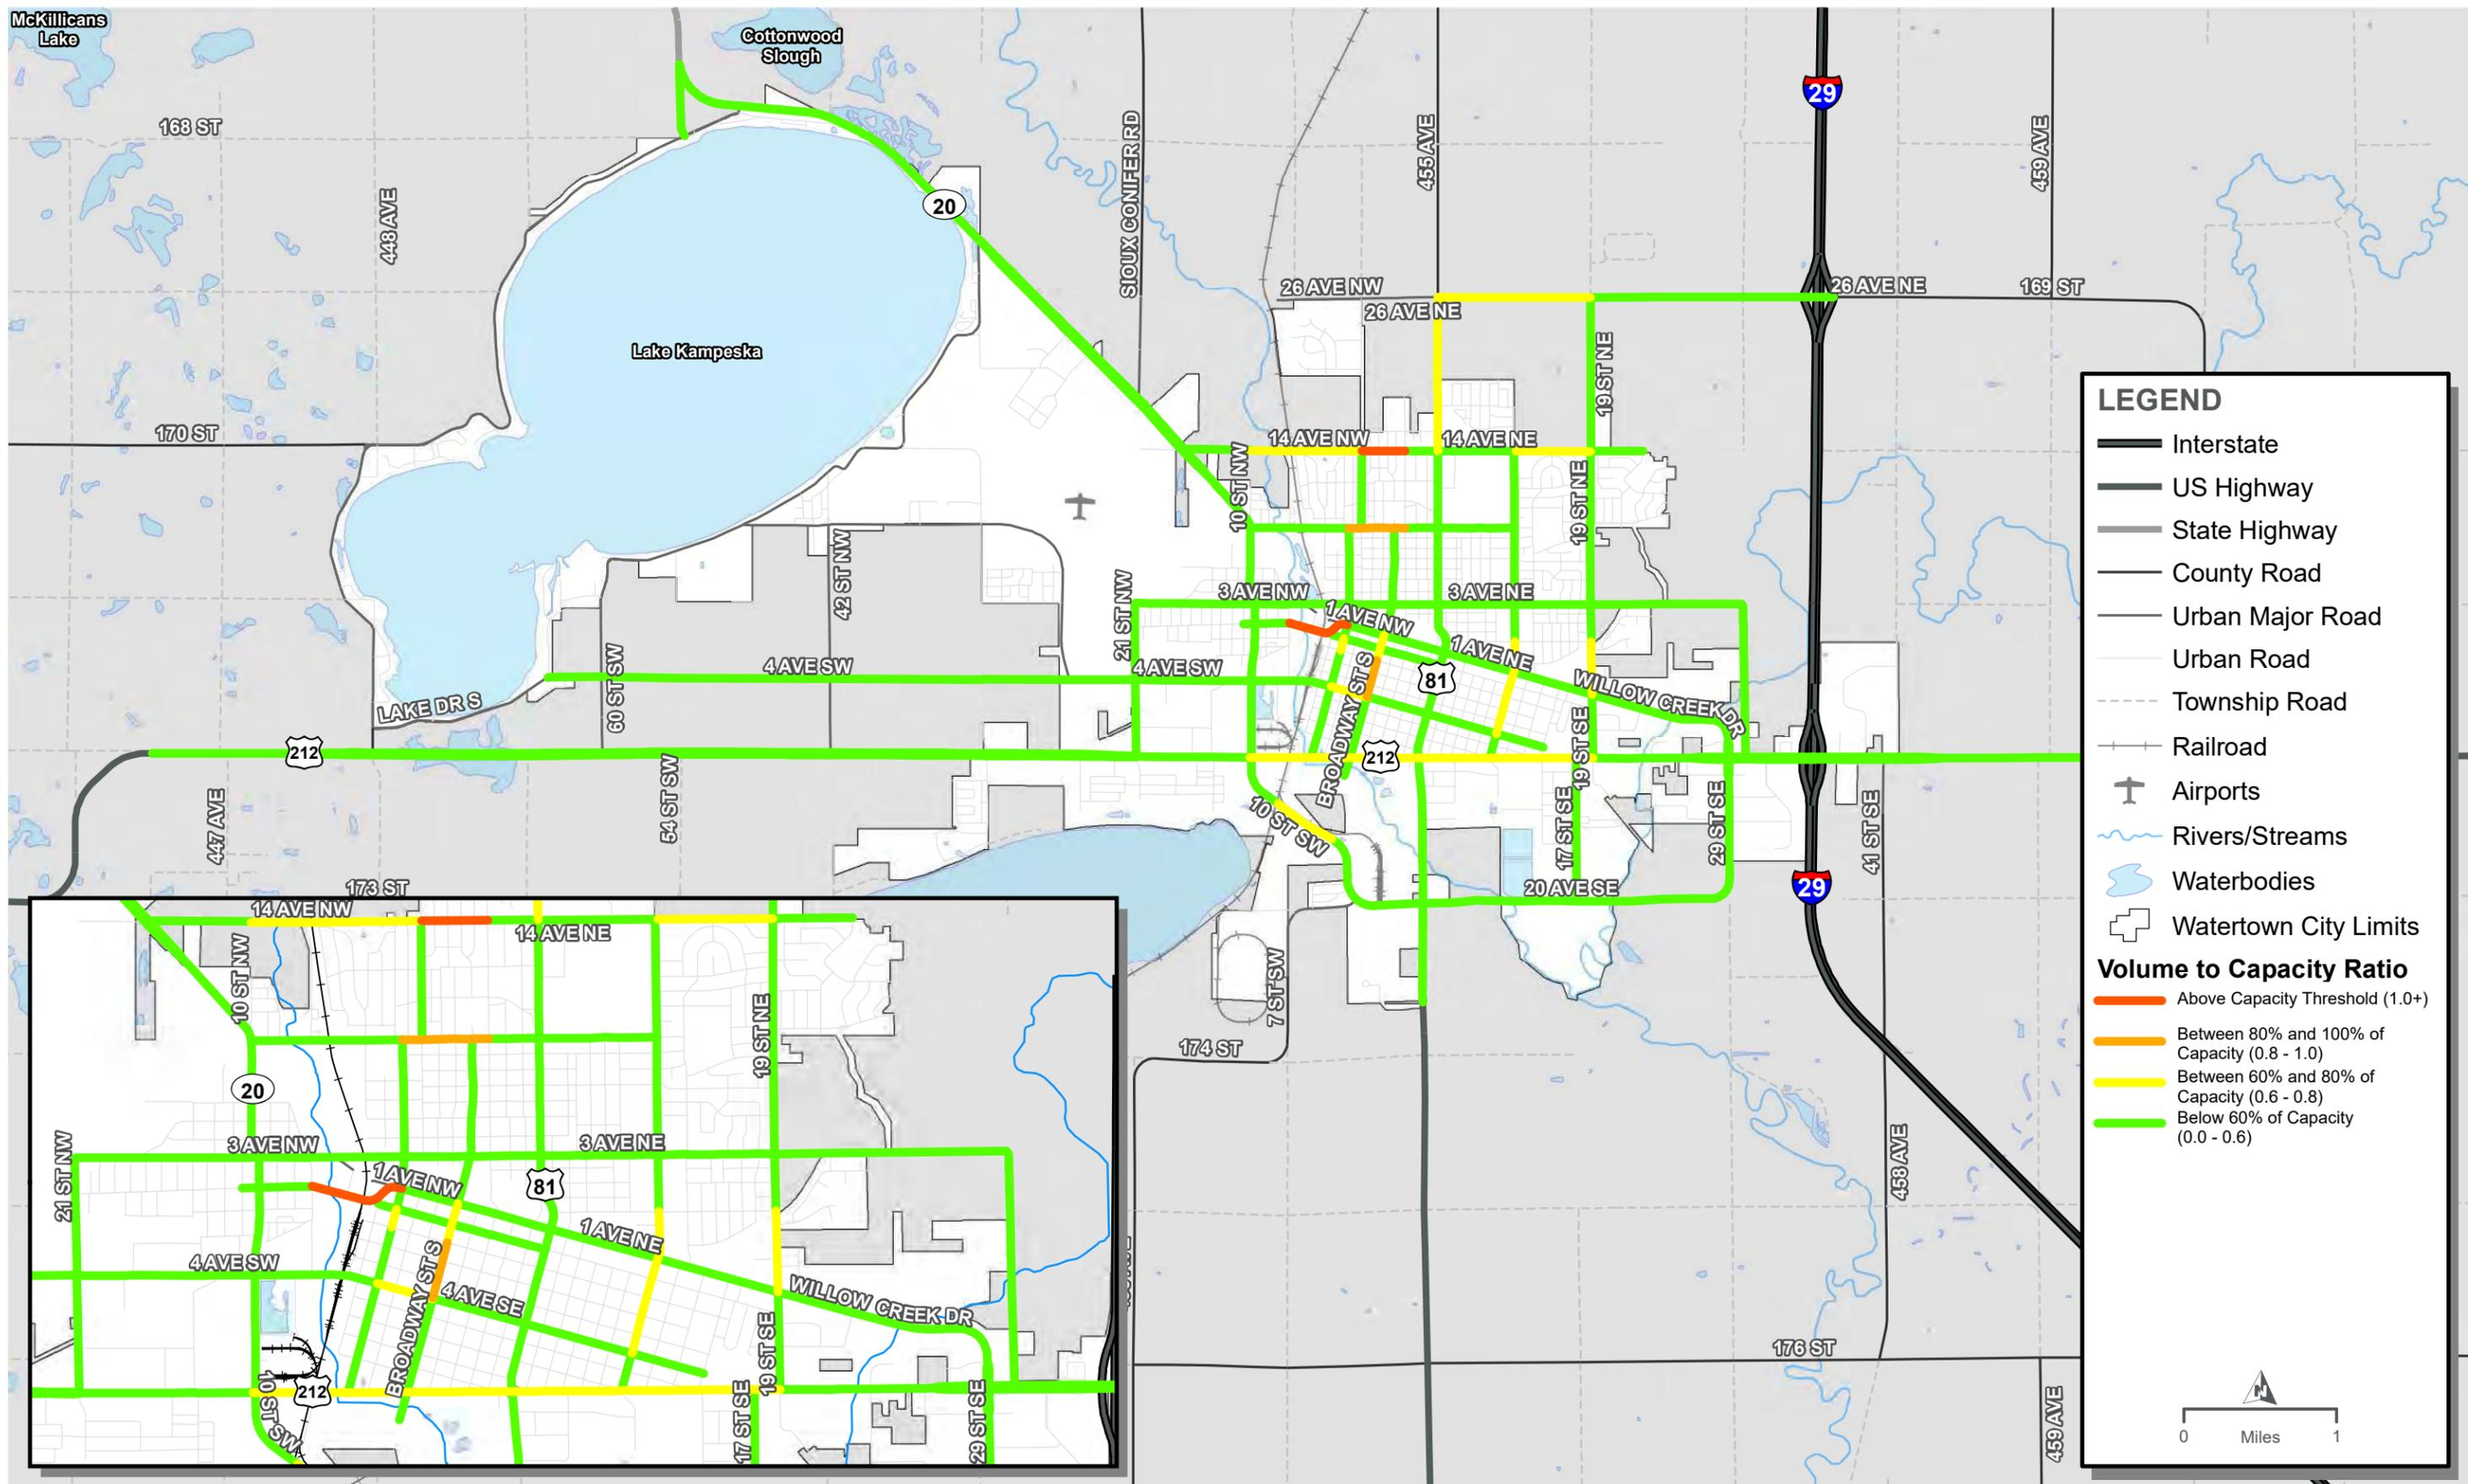 McKillicans
Lake
Cottonwood
Slough
29
168 ST
SIOUX CONIFER RD
455 AVE
459 AVE
448 AVE
20
26 AVE NW
26 AVE NE
169 ST
26 AVE NE
Lake Kampeska
19 ST NE
170 ST
14 AVE NW
14 AVE NE
10 ST NW
19 ST NE
42 ST NW
21 ST NW
3 AVE NW
3 AVE NE
1 AVE NW
1 AVE NE
60 ST SW
4 AVE SW
4 AVE SW
81
WILLOW CREEK DR
LAKE DR S
BROADWAY ST S
212
212
19 ST SE
54 ST SW
447 AVE
10 ST SW
17 ST SE
29 ST SE
41 ST SE
173 ST
20 AVE SE
29
7 ST SW
174 ST
458 AVE
176 ST
459 AVE
14 AVE NW
14 AVE NE
10 ST NW
19 ST NE
20
3 AVE NW
3 AVE NE
21 ST NW
1 AVE NW
81
1 AVE NE
4 AVE SW
BROADWAY ST S
4 AVE SE
WILLOW CREEK DR
19 ST SE
212
10 ST SW
17 ST SE
29 ST SE
LEGEND
Interstate
US Highway
State Highway
County Road
Urban Major Road
Urban Road
Township Road
Railroad
Airports
Rivers/Streams
Waterbodies
Watertown City Limits
Volume to Capacity Ratio
Above Capacity Threshold (1.0+)
Between 80% and 100% of
Capacity (0.8 - 1.0)
Between 60% and 80% of
Capacity (0.6 - 0.8)
Below 60% of Capacity
(0.0 - 0.6)
N
0 Miles 1